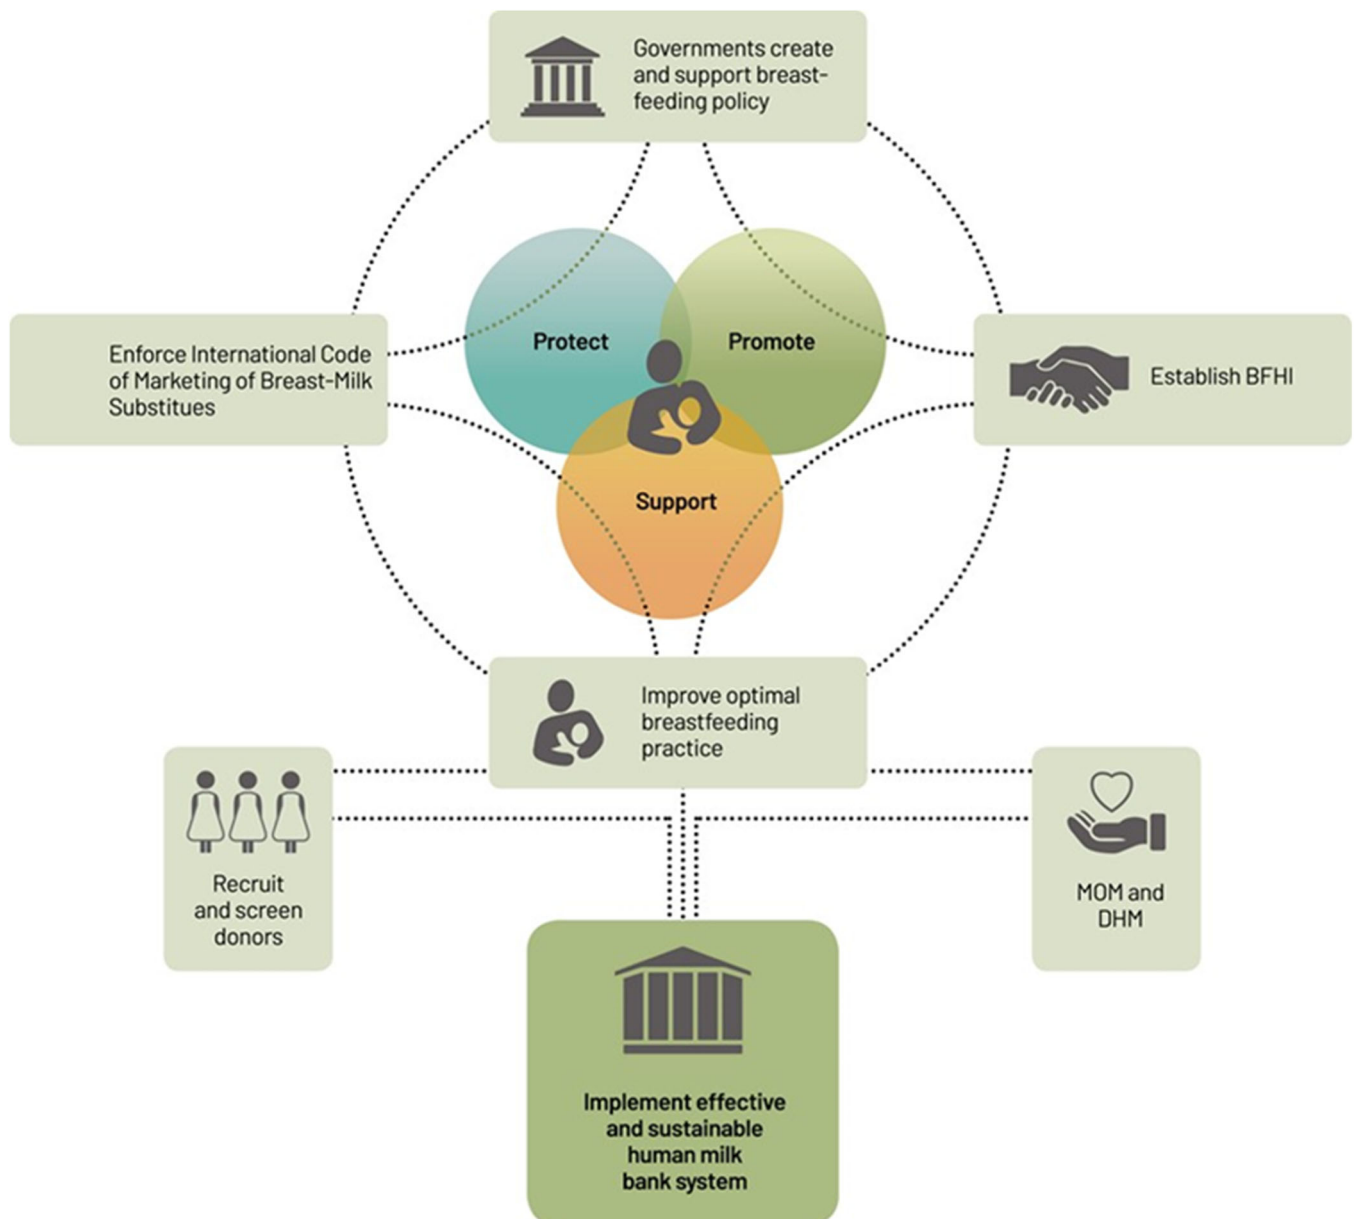 Governments create
and support breast-
feeding policy
Protect
Promote
Enforce International Code
of Marketing of Breast-Milk
Substitues
Establish BFHI
Support
Improve optimal
breastfeeding
practice
Recruit
and screen
donors
MOM and
DHM
Implement effective
and sustainable
human milk
bank system